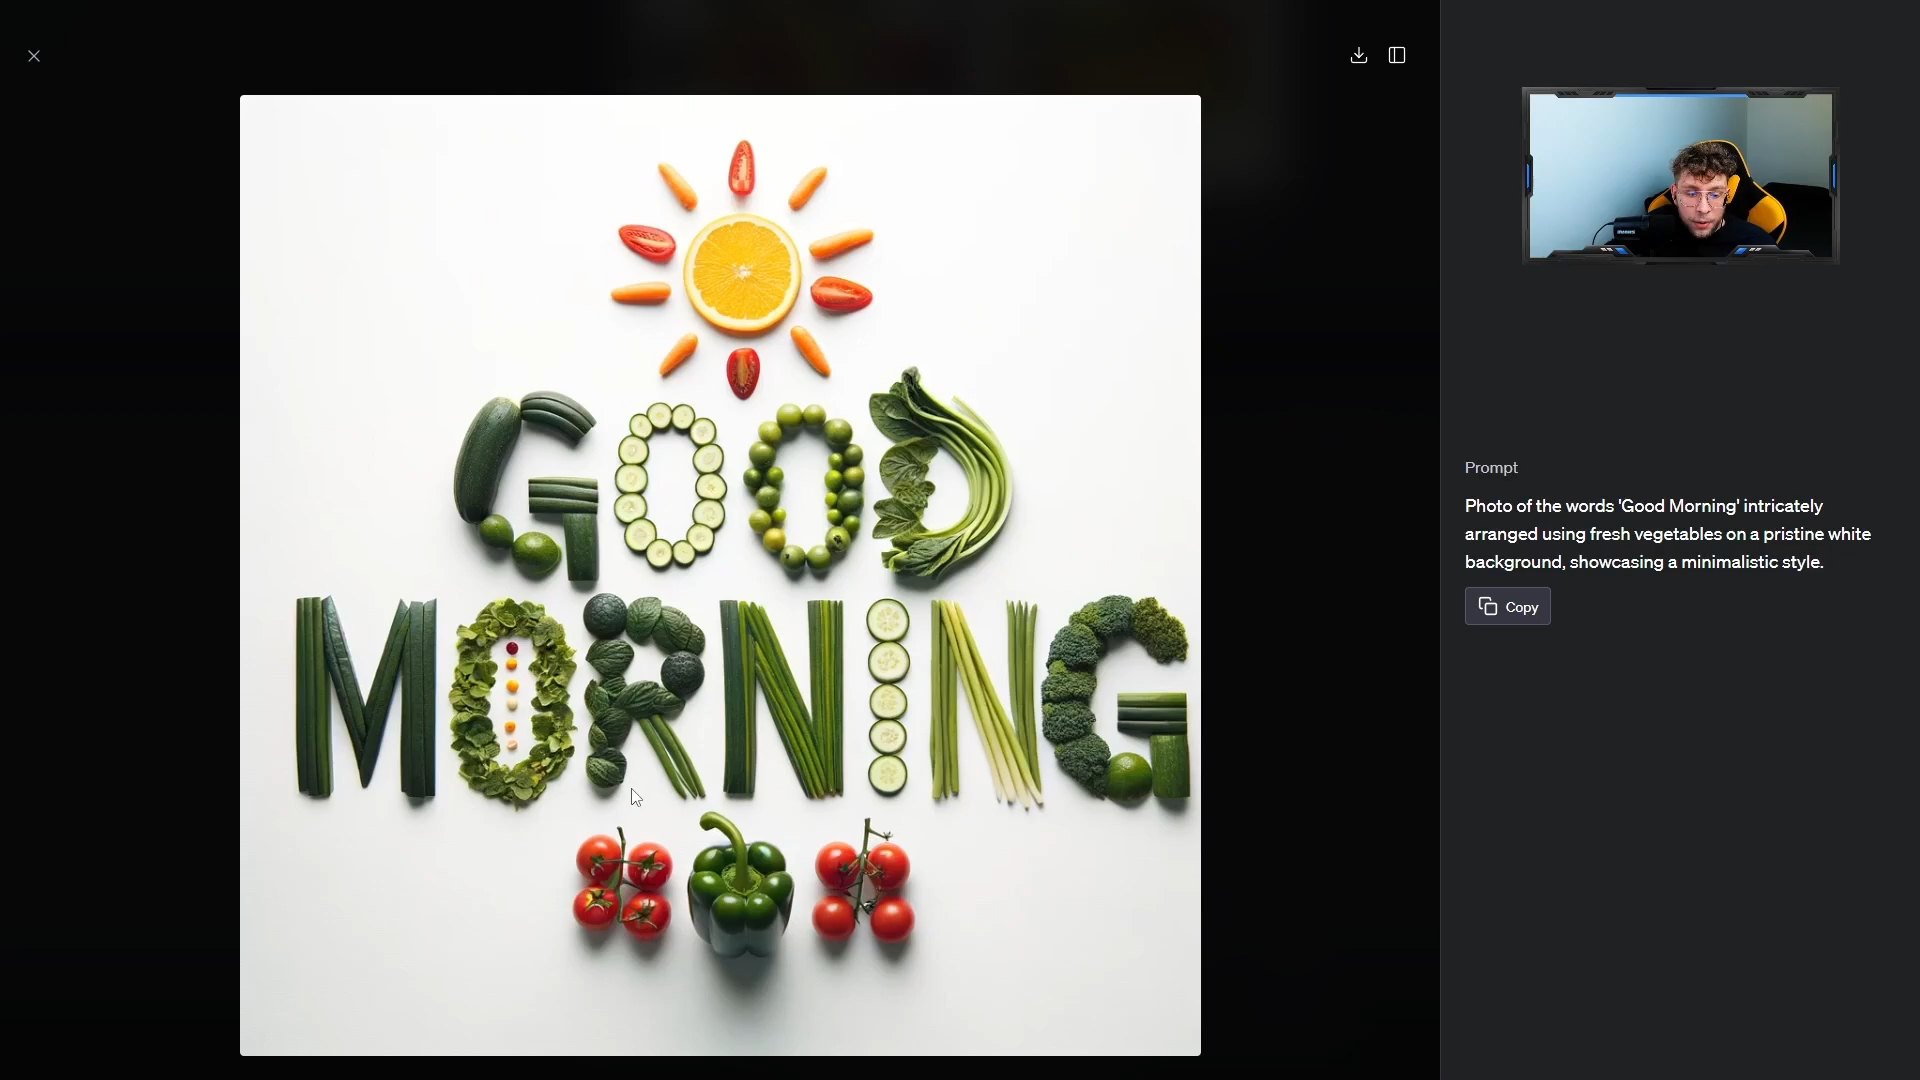 GOOD
MORNING
Prompt
Photo of the words 'Good Morning' intricately
arranged using fresh vegetables on a pristine white
background, showcasing a minimalistic style.
Copy